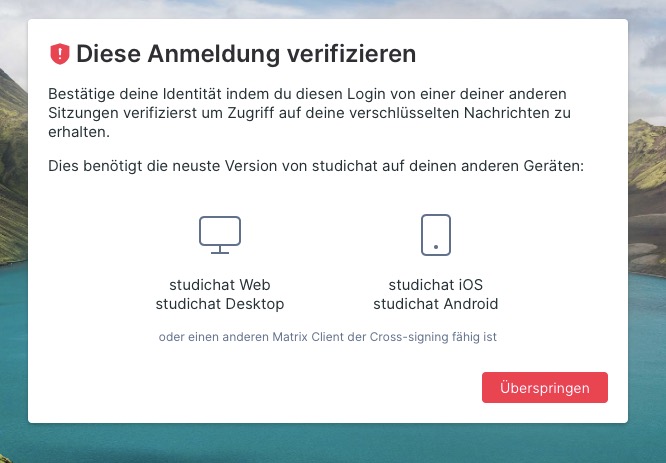 Diese Anmeldung verifizieren
Bestätige deine Identität indem du diesen Login von einer deiner anderen
Sitzungen verifizierst um Zugriff auf deine verschlüsselten Nachrichten zu
erhalten.
Dies benötigt die neuste Version von studichat auf deinen anderen Geräten:
studichat Web
studichat Desktop
studichat iOS
studichat Android
oder einen anderen Matrix Client der Cross-signing fähig ist
Überspringen